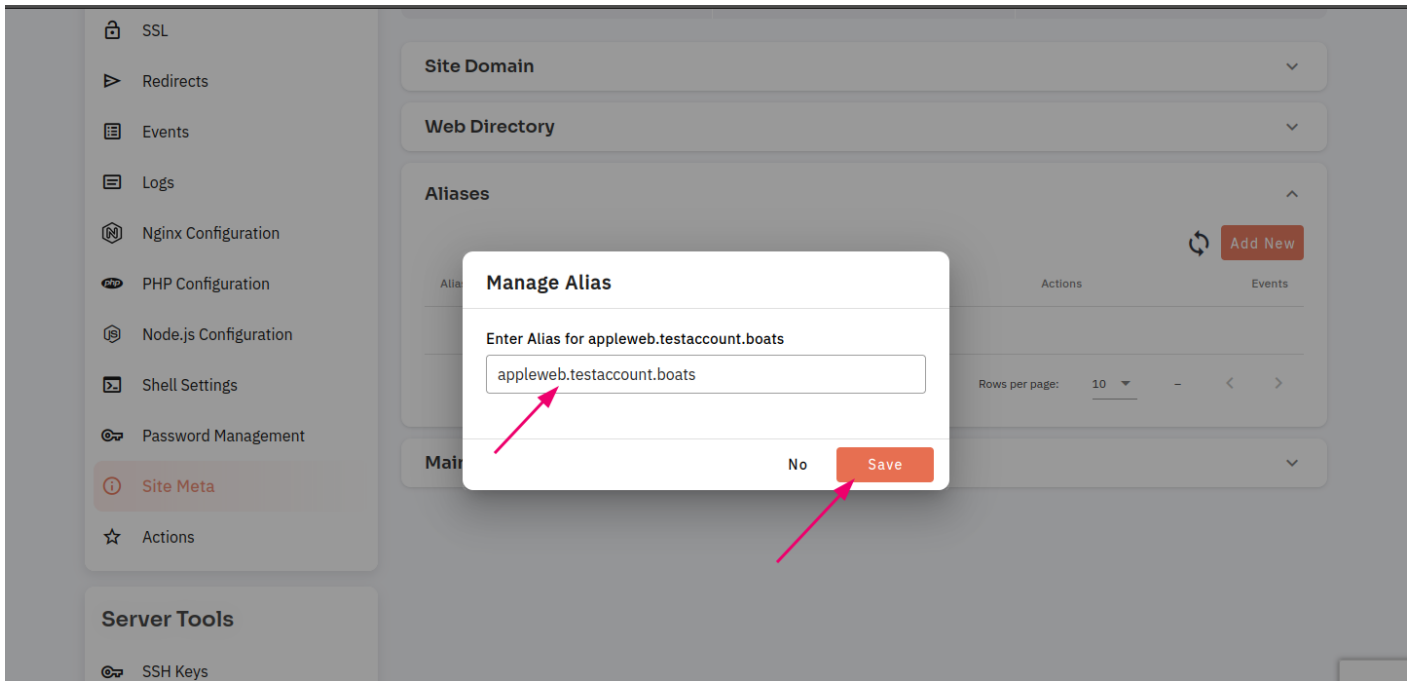 SSL
Redirects
Events
Logs
Nginx Configuration
PHP Configuration
Node.js Configuration
Shell Settings
Password Management
Site Meta
Actions
Server Tools
SSH Keys
Site Domain
Web Directory
Aliases
Add New
Actions Events
Rows per page: 10 –
Manage Alias
Enter Alias for appleweb.testaccount.boats
appleweb.testaccount.boats
No Save